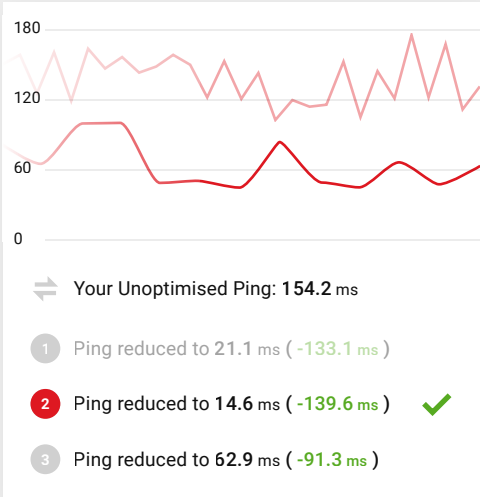 180
120
60
0
Your Unoptimised Ping: 154.2 ms
1 Ping reduced to 21.1 ms ( -133.1 ms )
2 Ping reduced to 14.6 ms ( -139.6 ms )
3 Ping reduced to 62.9 ms ( -91.3 ms )